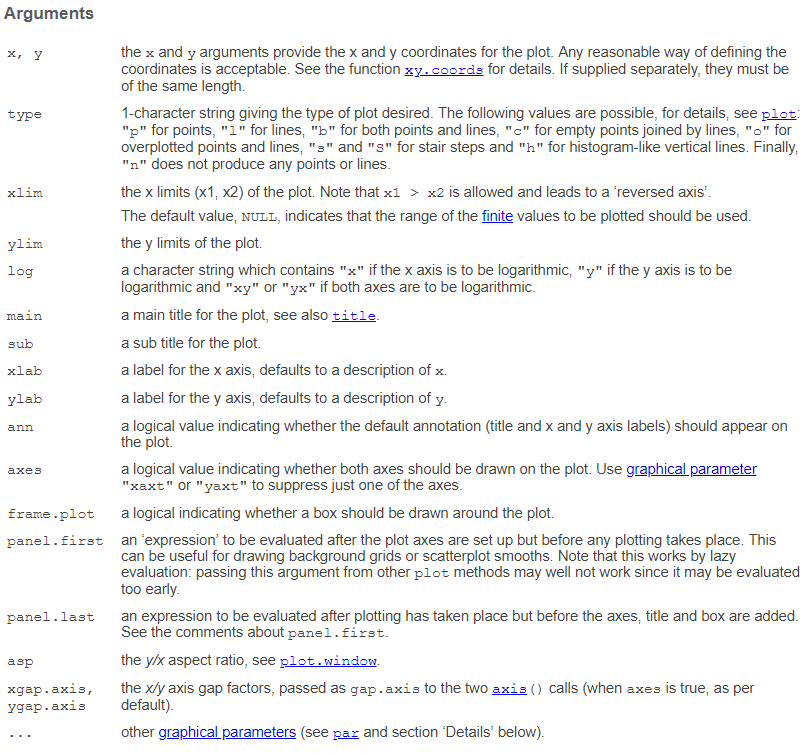 Arguments
x, y the x and y arguments provide the x and y coordinates for the plot. Any reasonable way of defining the
coordinates is acceptable. See the function xy.coords for details. If supplied separately, they must be
of the same length.
type 1-character string giving the type of plot desired. The following values are possible, for details, see plot:
"p" for points, "l" for lines, "b" for both points and lines, "c" for empty points joined by lines, "o" for
overplotted points and lines, "s" and "S" for stair steps and "h" for histogram-like vertical lines. Finally,
"n" does not produce any points or lines.
xlim the x limits (x1, x2) of the plot. Note that x1 > x2 is allowed and leads to a ‘reversed axis’.
The default value, NULL, indicates that the range of the finite values to be plotted should be used.
ylim the y limits of the plot.
log a character string which contains "x" if the x axis is to be logarithmic, "y" if the y axis is to be
logarithmic and "xy" or "yx" if both axes are to be logarithmic.
main a main title for the plot, see also title.
sub a sub title for the plot.
xlab a label for the x axis, defaults to a description of x.
ylab a label for the y axis, defaults to a description of y.
ann a logical value indicating whether the default annotation (title and x and y axis labels) should appear on
the plot.
axes a logical value indicating whether both axes should be drawn on the plot. Use graphical parameter
"xaxt" or "yaxt" to suppress just one of the axes.
frame.plot a logical indicating whether a box should be drawn around the plot.
panel.first an ‘expression’ to be evaluated after the plot axes are set up but before any plotting takes place. This
can be useful for drawing background grids or scatterplot smooths. Note that this works by lazy
evaluation: passing this argument from other plot methods may well not work since it may be evaluated
too early.
panel.last an expression to be evaluated after plotting has taken place but before the axes, title and box are added.
See the comments about panel.first.
asp the y/x aspect ratio, see plot.window.
xgap.axis, the x/y axis gap factors, passed as gap.axis to the two axis() calls (when axes is true, as per
ygap.axis default).
... other graphical parameters (see par and section ‘Details’ below).